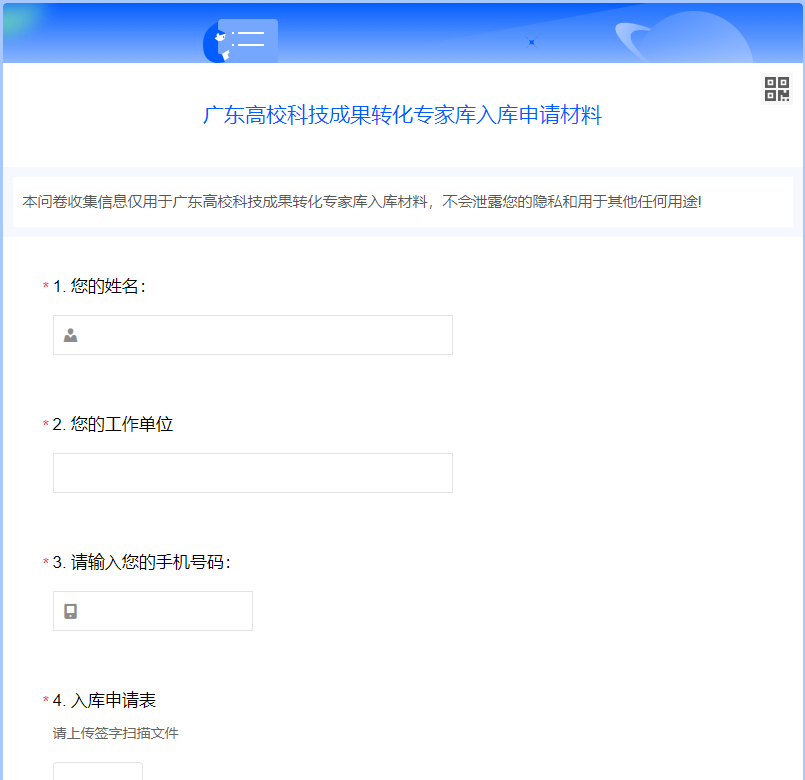 广东高校科技成果转化专家库入库申请材料
本问卷收集信息仅用于广东高校科技成果转化专家库入库材料，不会泄露您的隐私和用于其他任何用途!
* 1. 您的姓名：
* 2. 您的工作单位
* 3. 请输入您的手机号码：
* 4. 入库申请表
请上传签字扫描文件